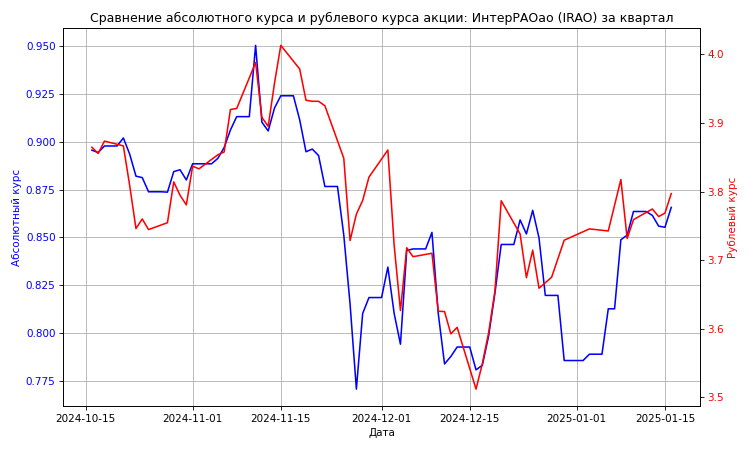 Сравнение абсолютного курса и рублевого курса акции: ИнтерРАОао (IRAO) за квартал
0.950
0.925
0.900
0.875
0.850
0.825
0.800
0.775
Абсолютный курс
4.0
3.9
3.8
3.7
3.6
3.5
Рублевый курс
2024-10-15 2024-11-01 2024-11-15 2024-12-01 2024-12-15 2025-01-01 2025-01-15
Дата